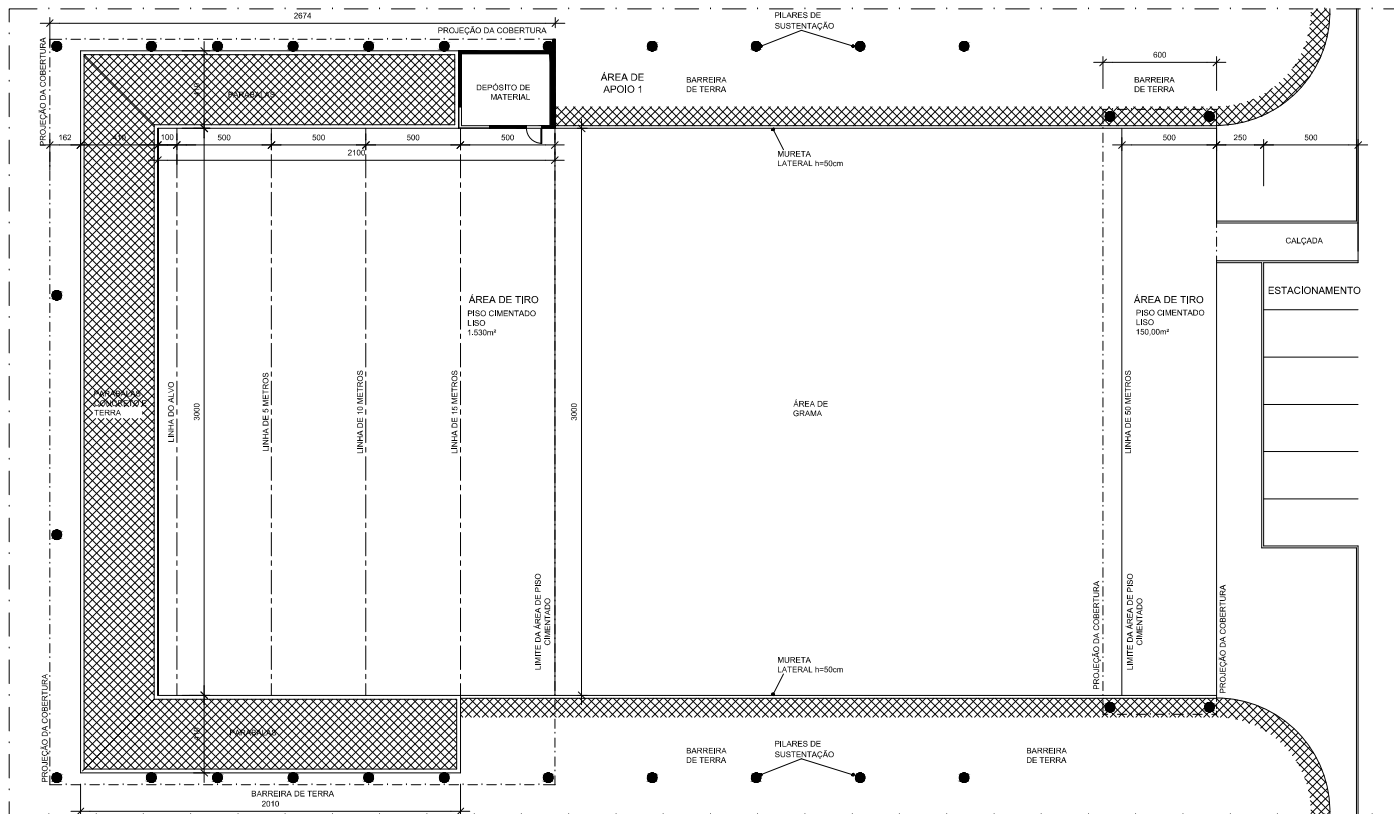 2674
PROJEÇÃO DA COBERTURA
PILARES DE
SUSTENTAÇÃO
PROJEÇÃO DA COBERTURA
600
ÁREA DE
APOIO 1
BARREIRA
DE TERRA
BARREIRA
DE TERRA
PARABALAS
410
DEPÓSITO DE
MATERIAL
162
410
100
500
500
500
500
500
250
500
2100
MURETA
LATERAL h=50cm
CALÇADA
ESTACIONAMENTO
ÁREA DE TIRO
PISO CIMENTADO
LISO
1.530m²
ÁREA DE TIRO
PISO CIMENTADO
LISO
150,00m²
PARABALAS
CONCRETO E
TERRA
LINHA DO ALVO
3000
LINHA DE 5 METROS
LINHA DE 10 METROS
LINHA DE 15 METROS
3000
ÁREA DE
GRAMA
LINHA DE 50 METROS
LIMITE DA ÁREA DE PISO
CIMENTADO
PROJEÇÃO DA COBERTURA
LIMITE DA ÁREA DE PISO
CIMENTADO
PROJEÇÃO DA COBERTURA
MURETA
LATERAL h=50cm
PROJEÇÃO DA COBERTURA
PARABALAS
410
BARREIRA
DE TERRA
PILARES DE
SUSTENTAÇÃO
BARREIRA
DE TERRA
BARREIRA DE TERRA
2010